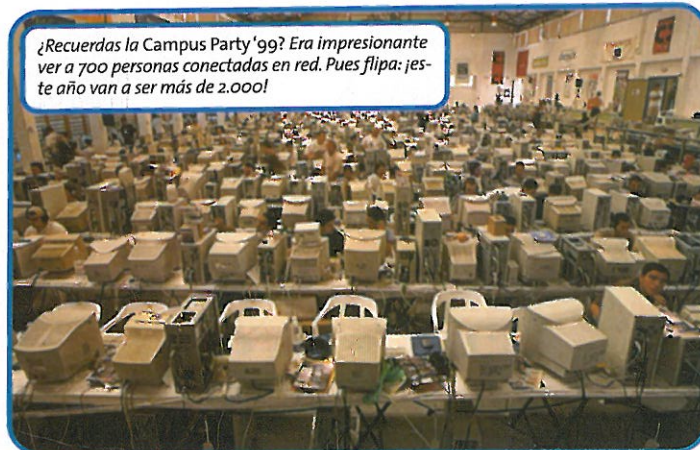 ¿Recuerdas la Campus Party '99? Era impresionante
ver a 700 personas conectadas en red. Pues flipa: ¡es-
te año van a ser más de 2.000!